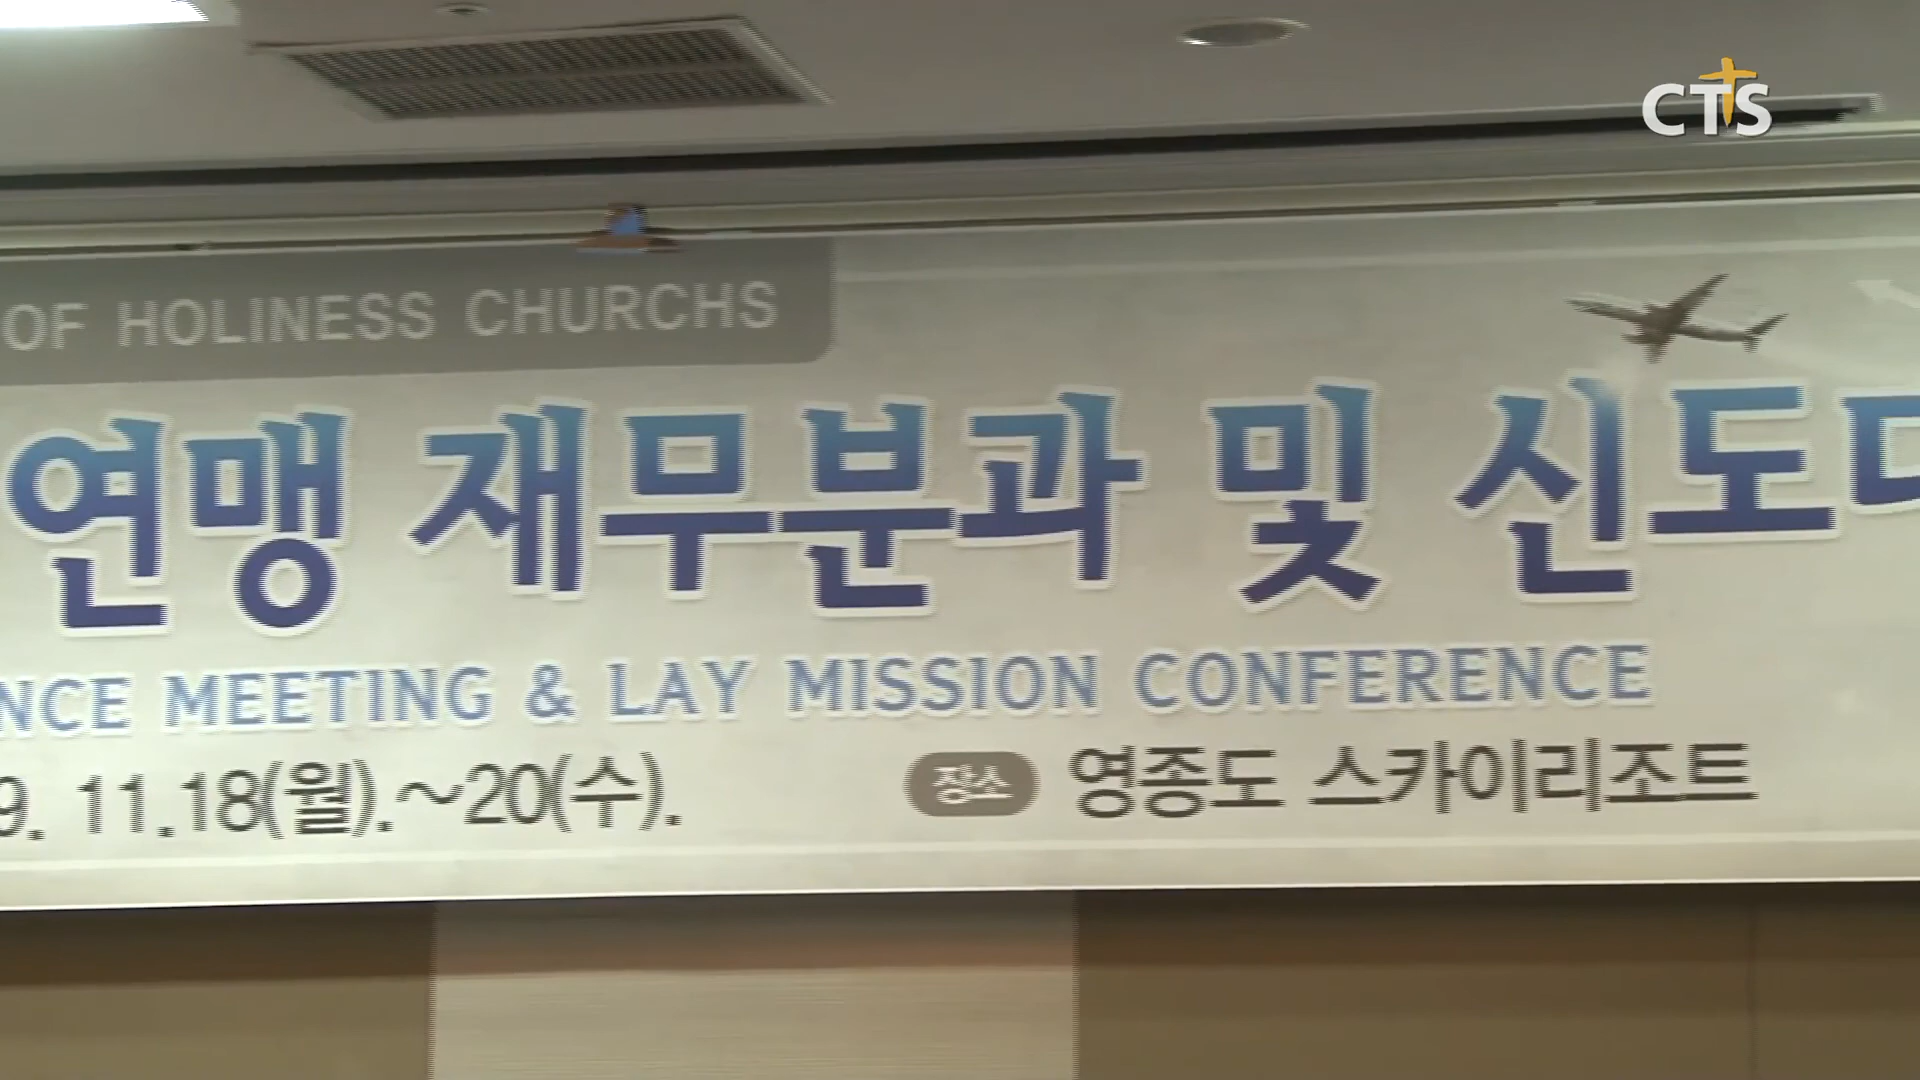 CTS
OF HOLINESS CHURCHS
연맹 재무분과 및 신도
NCE MEETING & LAY MISSION CONFERENCE
9. 11.18(월).~20(수). 장소 영종도 스카이리조트